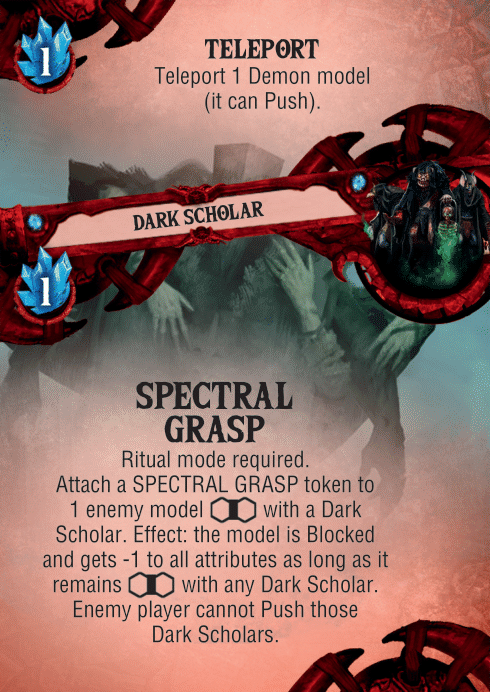 1
TELEPORT
Teleport 1 Demon model
(it can Push).
DARK SCHOLAR
1
SPECTRAL
GRASP
Ritual mode required.
Attach a SPECTRAL GRASP token to
1 enemy model with a Dark
Scholar. Effect: the model is Blocked
and gets -1 to all attributes as long as it
remains with any Dark Scholar.
Enemy player cannot Push those
Dark Scholars.